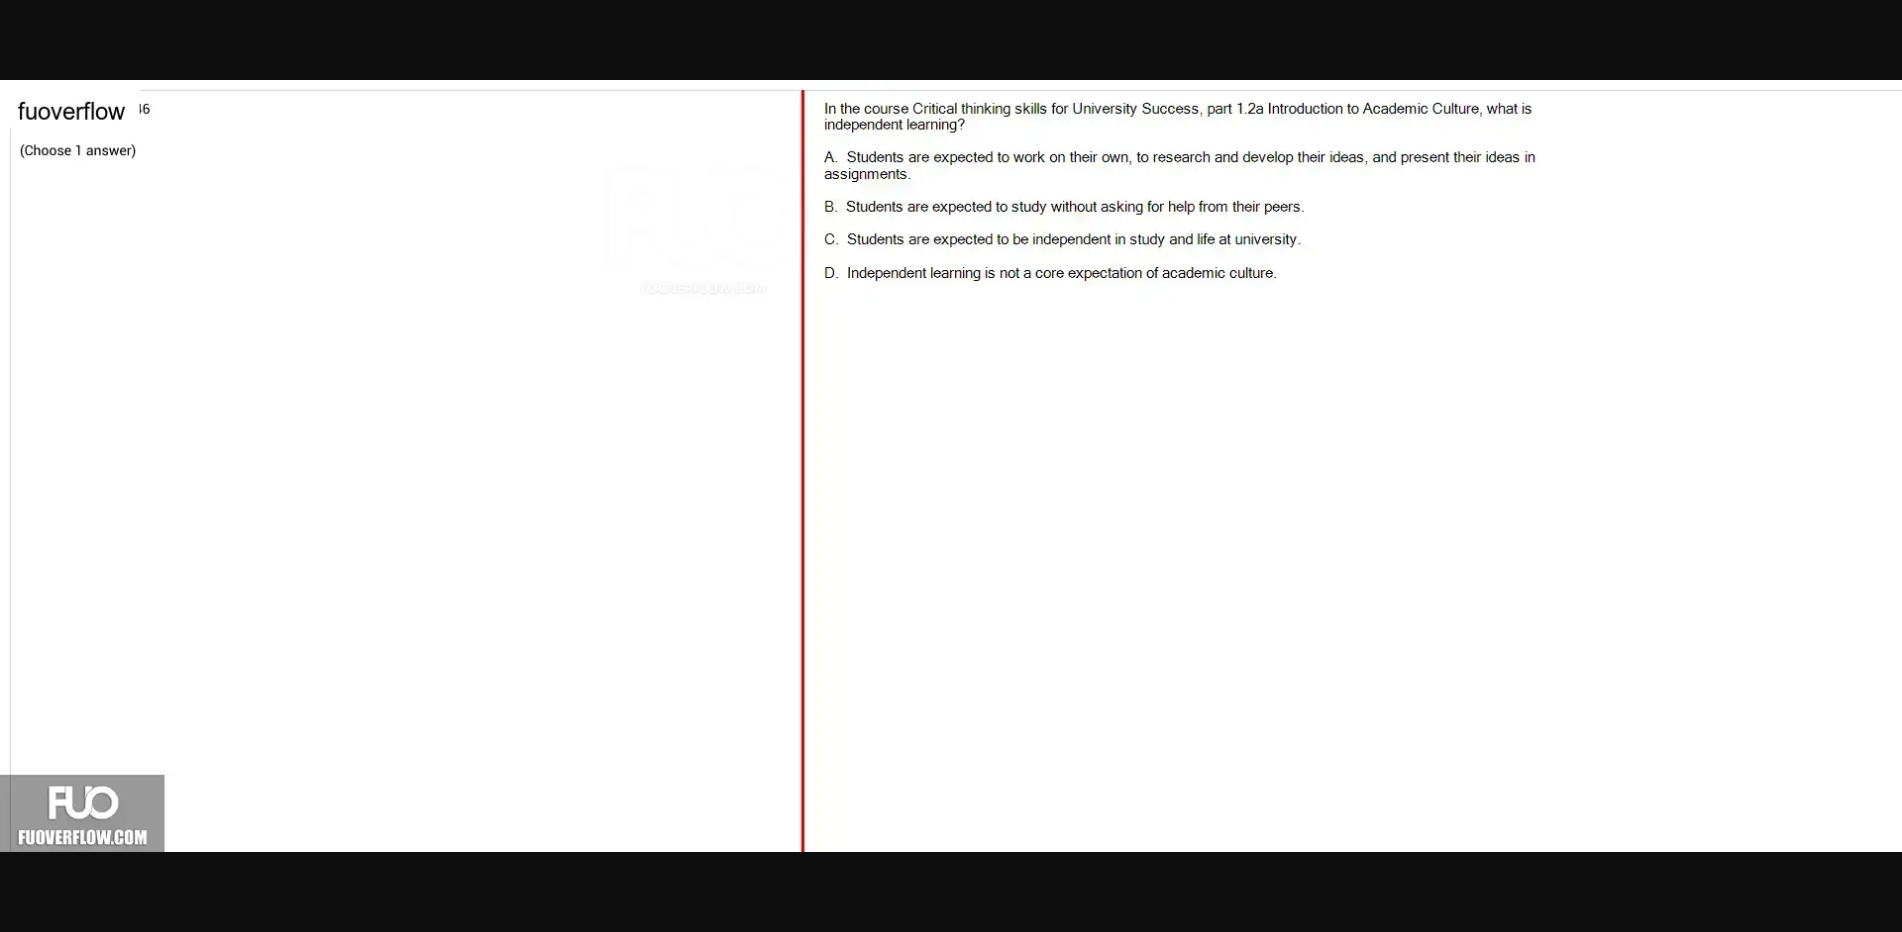 fuoverflow 46
(Choose 1 answer)
FUOVERFLOW.COM
In the course Critical thinking skills for University Success, part 1.2a Introduction to Academic Culture, what is
independent learning?
A. Students are expected to work on their own, to research and develop their ideas, and present their ideas in
assignments.
B. Students are expected to study without asking for help from their peers.
C. Students are expected to be independent in study and life at university.
D. Independent learning is not a core expectation of academic culture.
FUO
FUOVERFLOW.COM